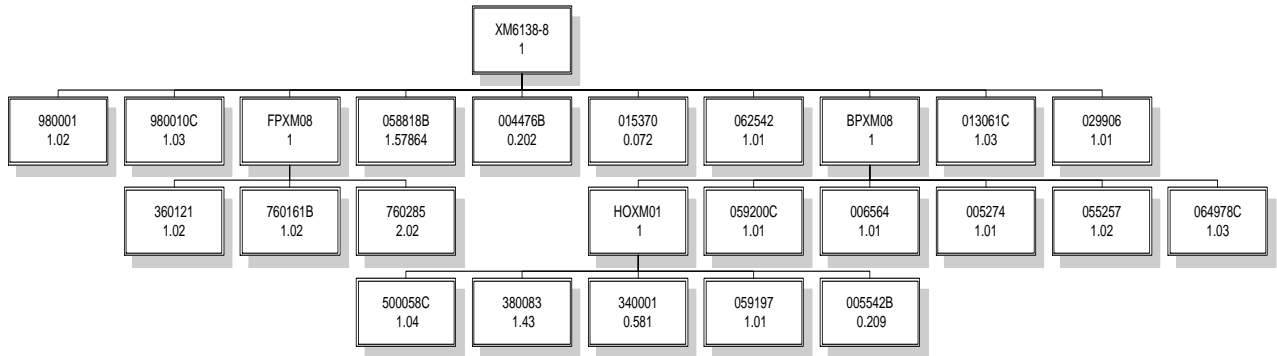 XM6138-8
1
980001
1.02
980010C
1.03
FPXM08
1
058818B
1.57864
004476B
0.202
015370
0.072
062542
1.01
BPXM08
1
013061C
1.03
029906
1.01
360121
1.02
760161B
1.02
760285
2.02
HOXM01
1
059200C
1.01
006564
1.01
005274
1.01
055257
1.02
064978C
1.03
500058C
1.04
380083
1.43
340001
0.581
059197
1.01
005542B
0.209